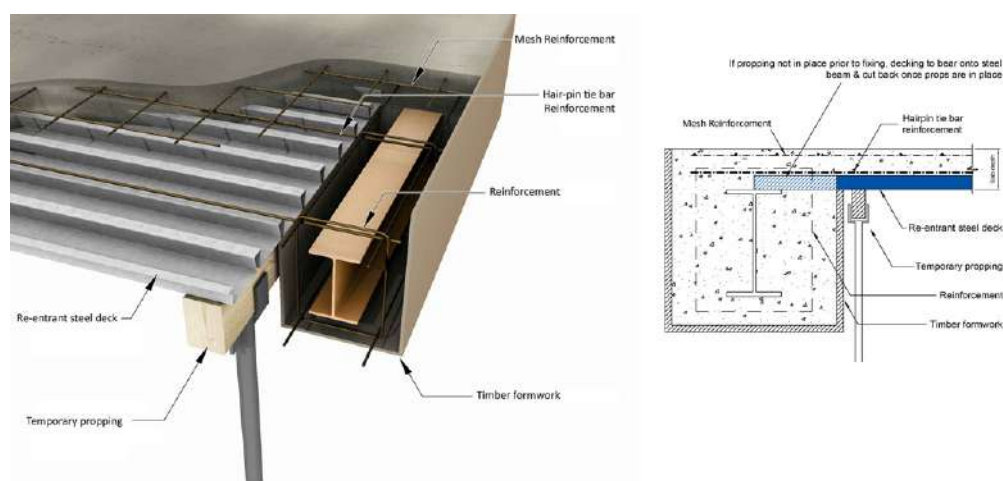 Mesh Reinforcement
Hair-pin tie bar
Reinforcement
Reinforcement
Re-entrant steel deck
Temporary propping
Timber formwork
If propping not in place prior to fixing, decking to bear onto steel
beam & cut back once props are in place
Mesh Reinforcement
Hairpin tie bar
reinforcement
Re-entrant steel deck
Temporary propping
Reinforcement
Timber formwork